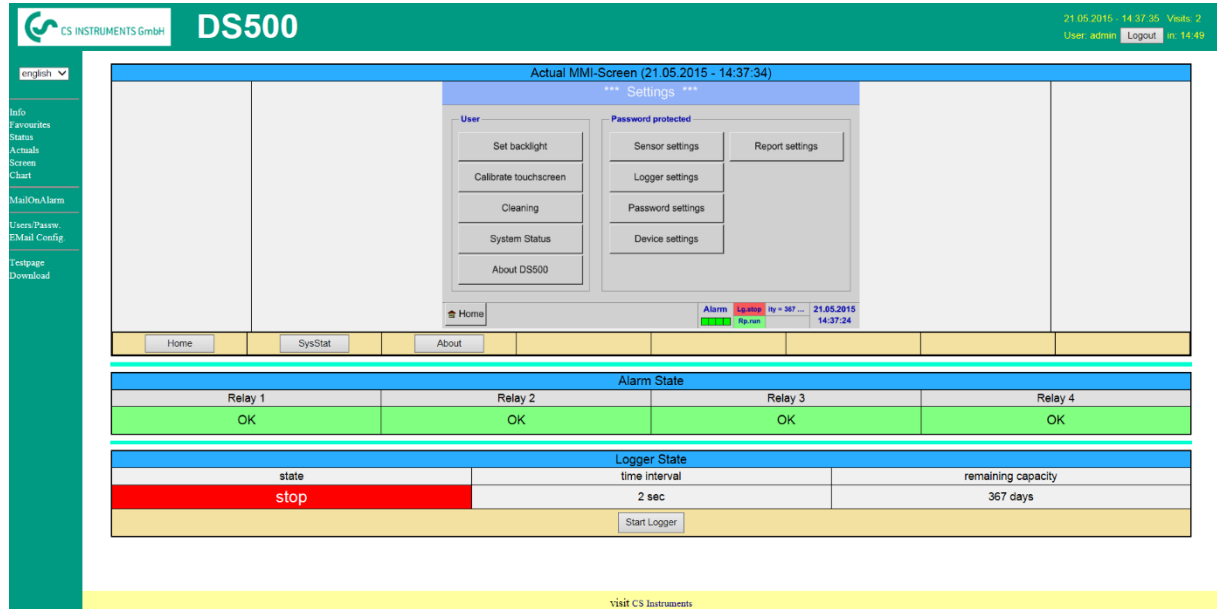 CS INSTRUMENTS GmbH
DS500
21.05.2015 - 14:37:35 Visits: 2
User: admin Logout in: 14:49
english
Info
Favourites
Status
Actuals
Screen
Chart
MailOnAlarm
Users/Passw.
EMail Config.
Testpage
Download
Actual MMI-Screen (21.05.2015 - 14:37:34)
*** Settings ***
User
Set backlight
Calibrate touchscreen
Cleaning
System Status
About DS500
Password protected
Sensor settings Report settings
Logger settings
Password settings
Device settings
Home
Alarm Lg.stop ity = 367 ... 21.05.2015
Rp.run 14:37:24
Home SysStat About
Alarm State
Relay 1 Relay 2 Relay 3 Relay 4
OK OK OK OK
Logger State
state time interval remaining capacity
stop 2 sec 367 days
Start Logger
visit CS Instruments